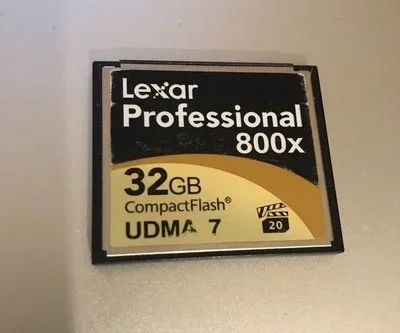 Lexar
Professional
800x
32GB
CompactFlash®
UDMA 7
20